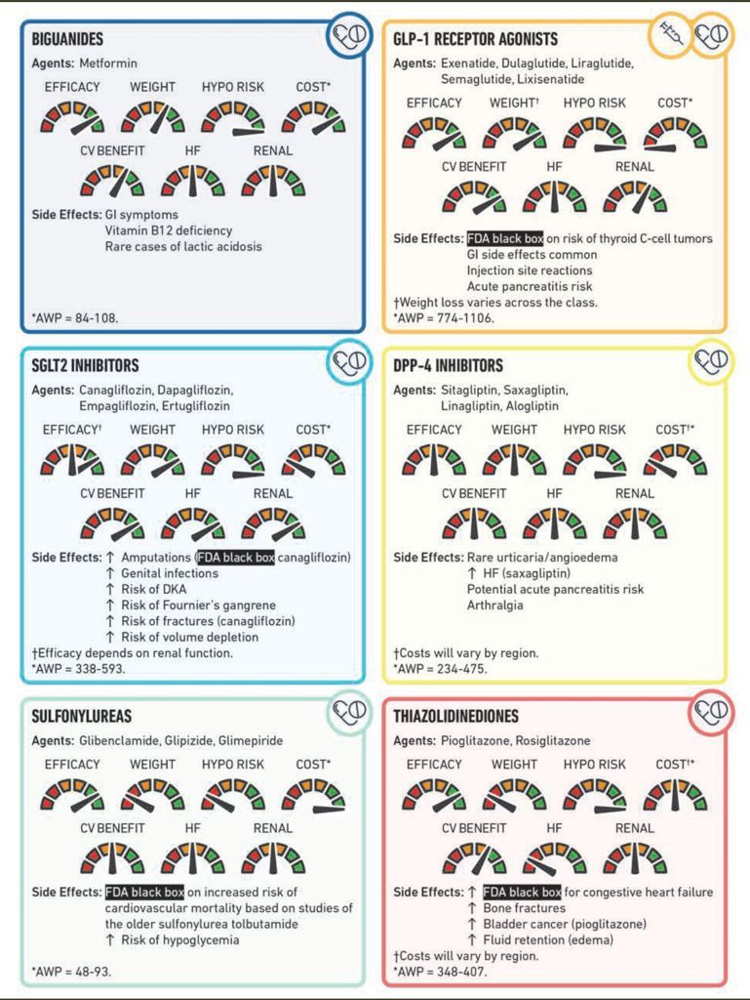 BIGUANIDES
Agents: Metformin
EFFICACY WEIGHT HYPO RISK COST*
CV BENEFIT HF RENAL
Side Effects: GI symptoms
Vitamin B12 deficiency
Rare cases of lactic acidosis
*AWP = 84-108.
GLP-1 RECEPTOR AGONISTS
Agents: Exenatide, Dulaglutide, Liraglutide,
Semaglutide, Lixisenatide
EFFICACY WEIGHT† HYPO RISK COST*
CV BENEFIT HF RENAL
Side Effects: FDA black box on risk of thyroid C-cell tumors
GI side effects common
Injection site reactions
Acute pancreatitis risk
†Weight loss varies across the class.
*AWP = 774-1106.
SGLT2 INHIBITORS
Agents: Canagliflozin, Dapagliflozin,
Empagliflozin, Ertugliflozin
EFFICACY† WEIGHT HYPO RISK COST*
CV BENEFIT HF RENAL
Side Effects: ↑ Amputations (FDA black box canagliflozin)
↑ Genital infections
↑ Risk of DKA
↑ Risk of Fournier's gangrene
↑ Risk of fractures (canagliflozin)
↑ Risk of volume depletion
†Efficacy depends on renal function.
*AWP = 338-593.
DPP-4 INHIBITORS
Agents: Sitagliptin, Saxagliptin,
Linagliptin, Alogliptin
EFFICACY WEIGHT HYPO RISK COST†*
CV BENEFIT HF RENAL
Side Effects: Rare urticaria/angioedema
↑ HF (saxagliptin)
Potential acute pancreatitis risk
Arthralgia
†Costs will vary by region.
*AWP = 234-475.
SULFONYLUREAS
Agents: Glibenclamide, Glipizide, Glimepiride
EFFICACY WEIGHT HYPO RISK COST*
CV BENEFIT HF RENAL
Side Effects: FDA black box on increased risk of
cardiovascular mortality based on studies of
the older sulfonylurea tolbutamide
↑ Risk of hypoglycemia
*AWP = 48-93.
THIAZOLIDINEDIONES
Agents: Pioglitazone, Rosiglitazone
EFFICACY WEIGHT HYPO RISK COST†*
CV BENEFIT HF RENAL
Side Effects: ↑ FDA black box for congestive heart failure
↑ Bone fractures
↑ Bladder cancer (pioglitazone)
↑ Fluid retention (edema)
†Costs will vary by region.
*AWP = 348-407.